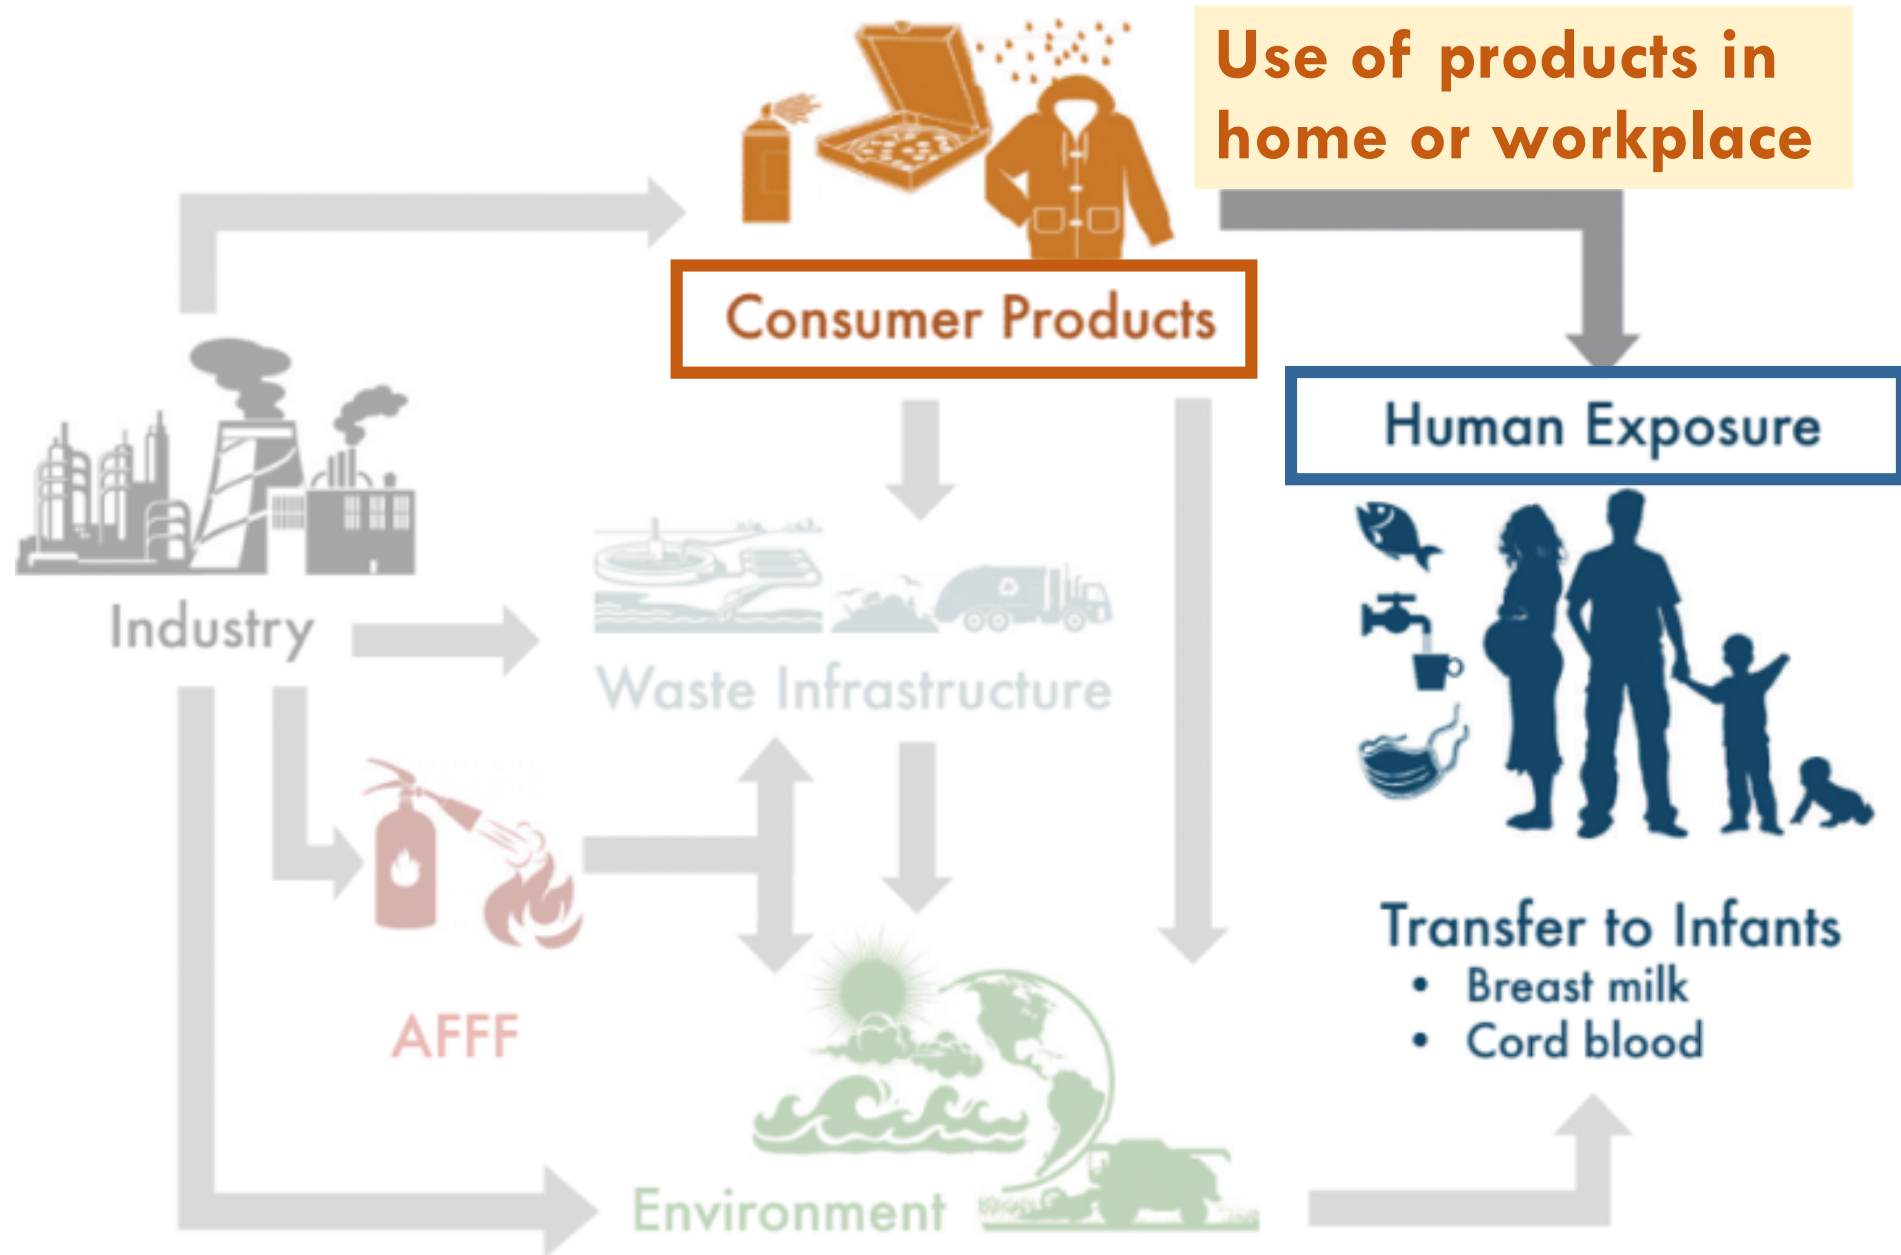 Use of products in
home or workplace
Consumer Products
Human Exposure
Industry
Waste Infrastructure
Transfer to Infants
• Breast milk
• Cord blood
AFFF
Environment